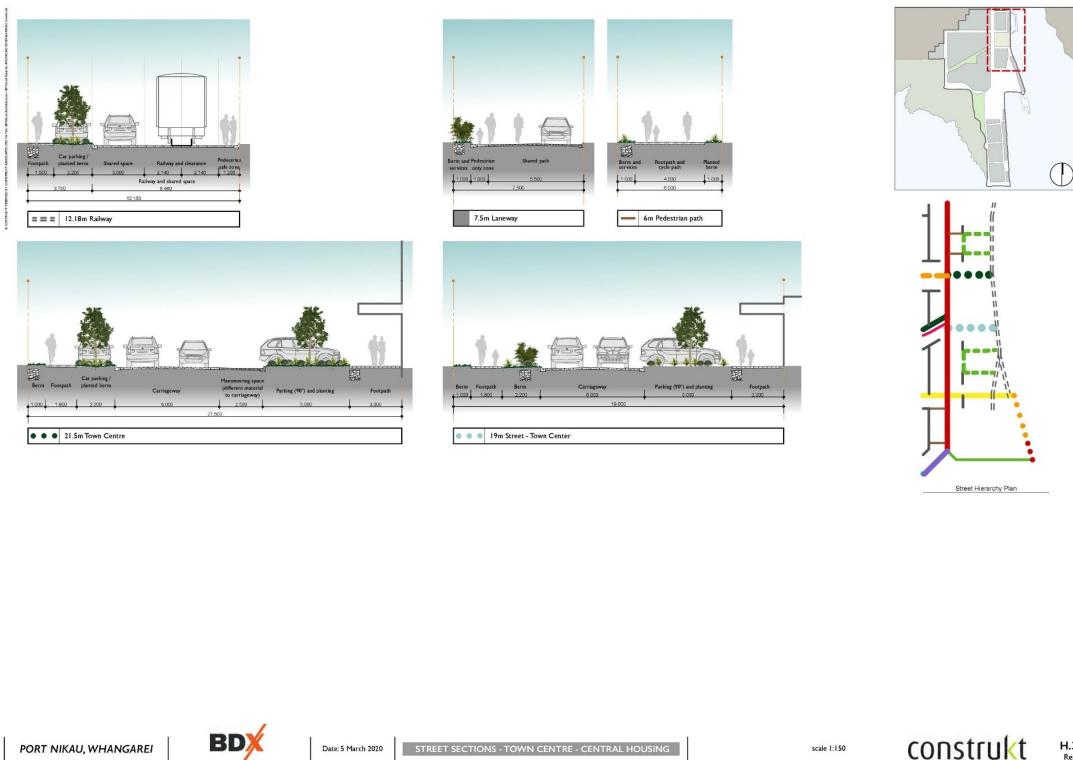 Footpath
Car parking /
planted berm
Shared space
Railway and clearance
Pedestrian
safe zone
1.500 2.200 3.000 2.140 2.140 1.200
Railway and shared space
3.700 8.480
12.180
12.18m Railway
Berm and
services
Pedestrian
only zone
Shared path
1.000 1.000 5.500
7.500
7.5m Laneway
Berm and
services
Footpath and
cycle path
Planted
berm
1.000 4.000 1.000
6.000
6m Pedestrian path
Berm
Footpath
Car parking /
planted berm
Carriageway
Manoeuvring space
(different material
to carriageway)
Parking (90°) and planting
Footpath
1.000 1.800 2.200 6.000 2.500 5.000 3.000
21.500
21.5m Town Centre
Berm
Footpath
Berm
Carriageway
Parking (90°) and planting
Footpath
1.000 1.800 2.200 6.000 5.000 3.000
19.000
19m Street - Town Center
Street Hierarchy Plan
PORT NIKAU, WHANGAREI
BDX
Date: 5 March 2020
STREET SECTIONS - TOWN CENTRE - CENTRAL HOUSING
scale 1:150
construkt